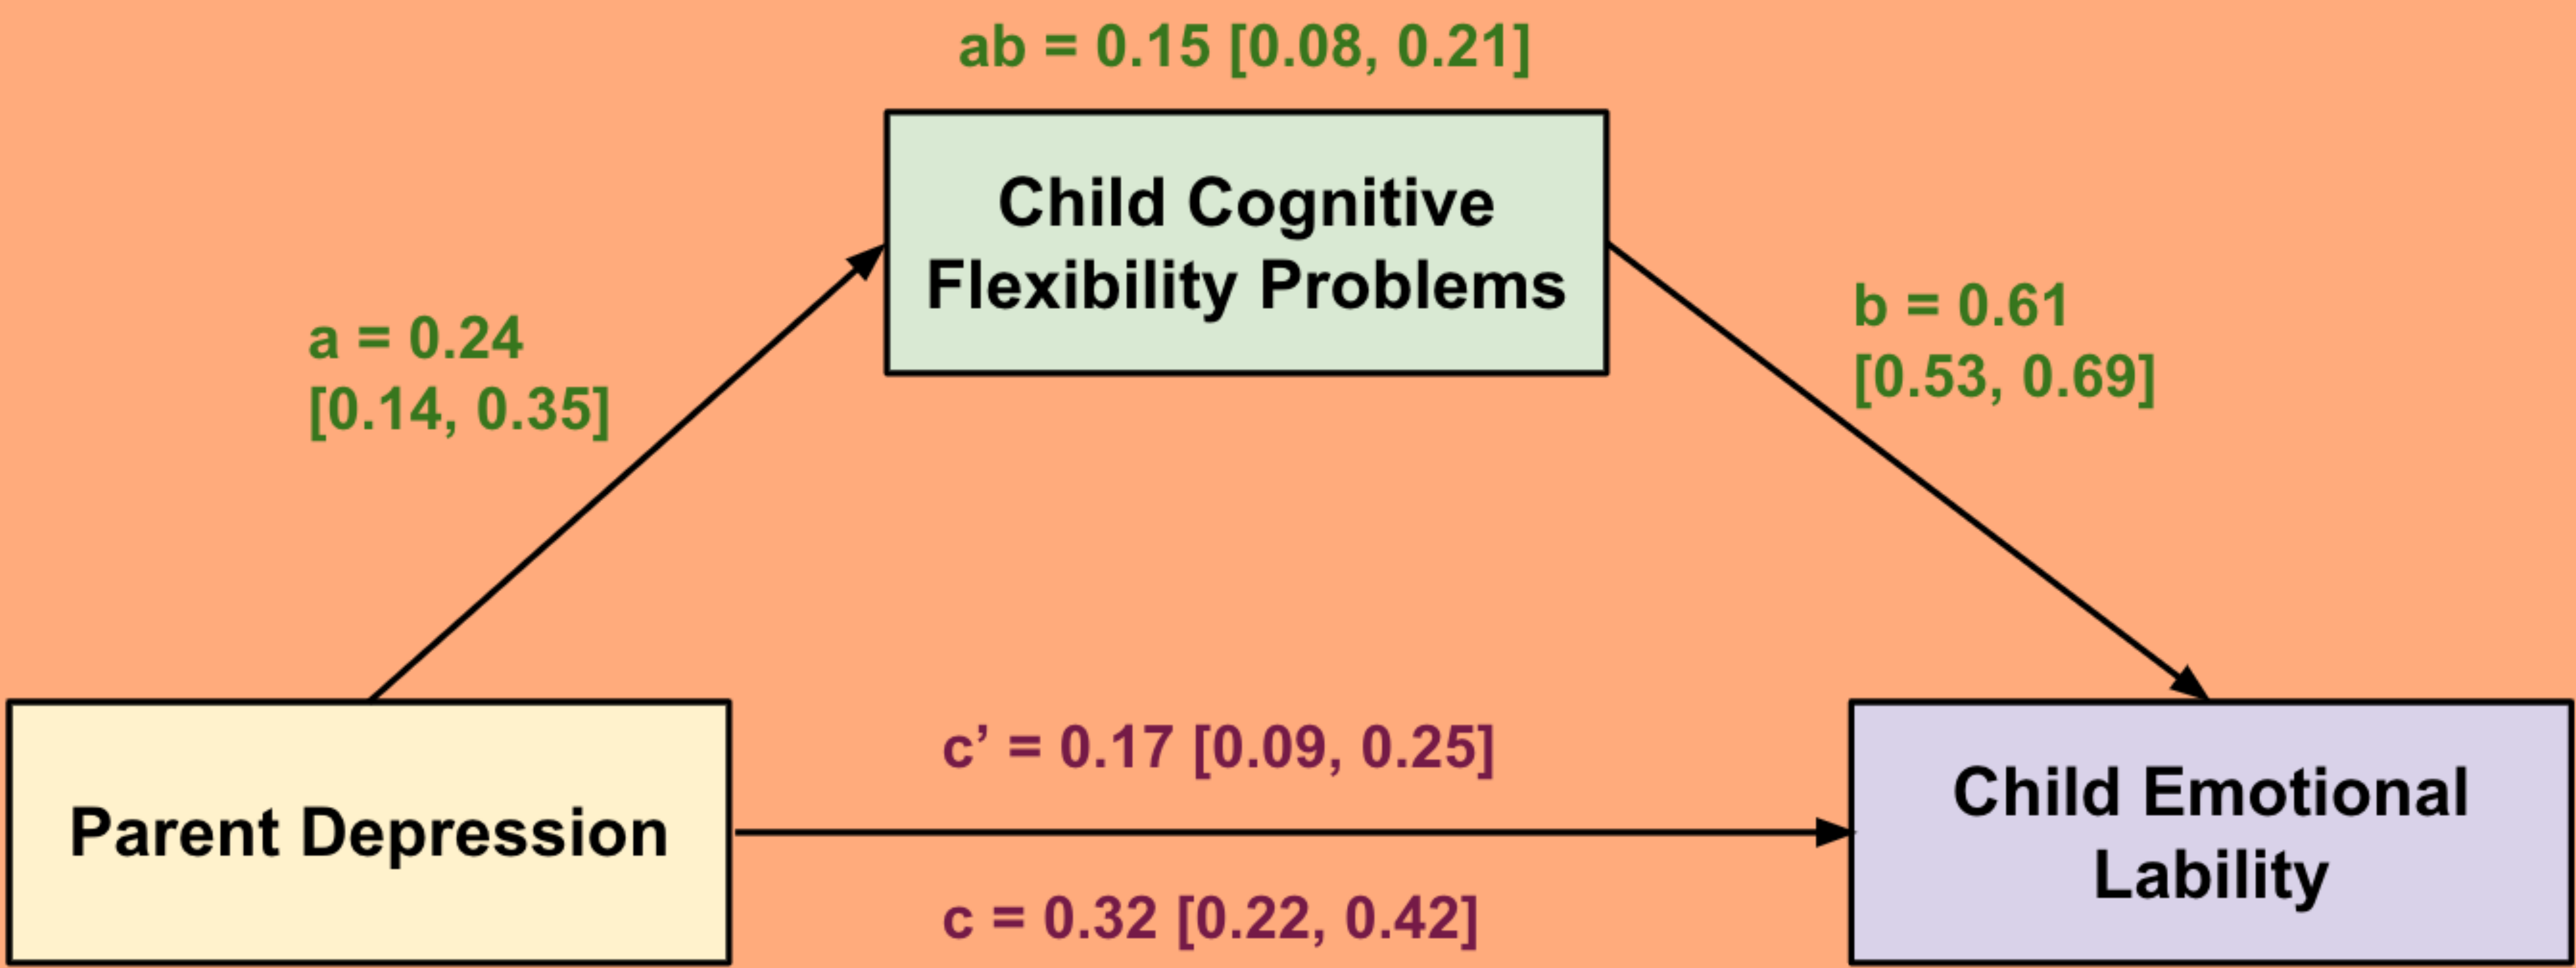 ab = 0.15 [0.08, 0.21]
Child Cognitive
Flexibility Problems
a = 0.24
[0.14, 0.35]
b = 0.61
[0.53, 0.69]
Parent Depression
c’ = 0.17 [0.09, 0.25]
c = 0.32 [0.22, 0.42]
Child Emotional
Lability